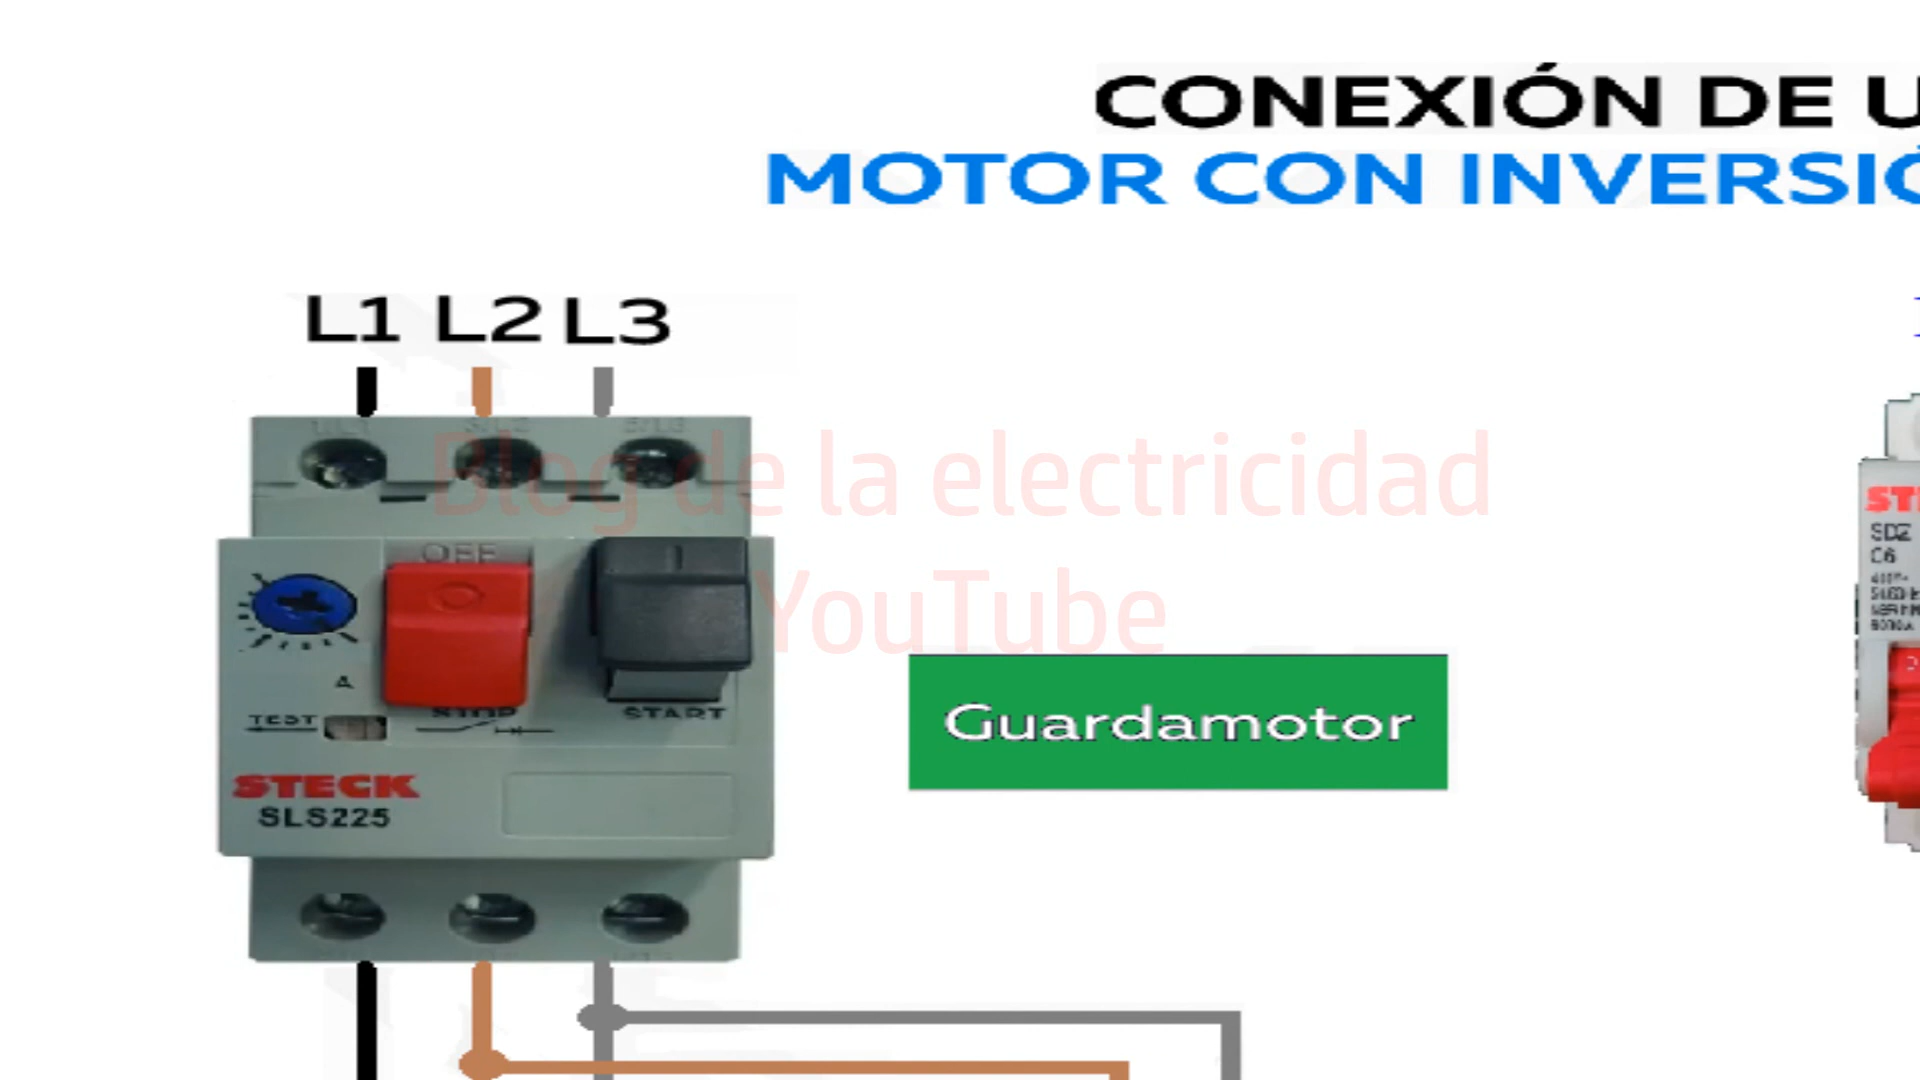 CONEXIÓN DE U
MOTOR CON INVERSIÓ
L1 L2 L3
Blog de la electricidad
YouTube
OFF
A
TEST
STOP
START
STECK
SLS225
Guardamotor
STE
SDZ
C6